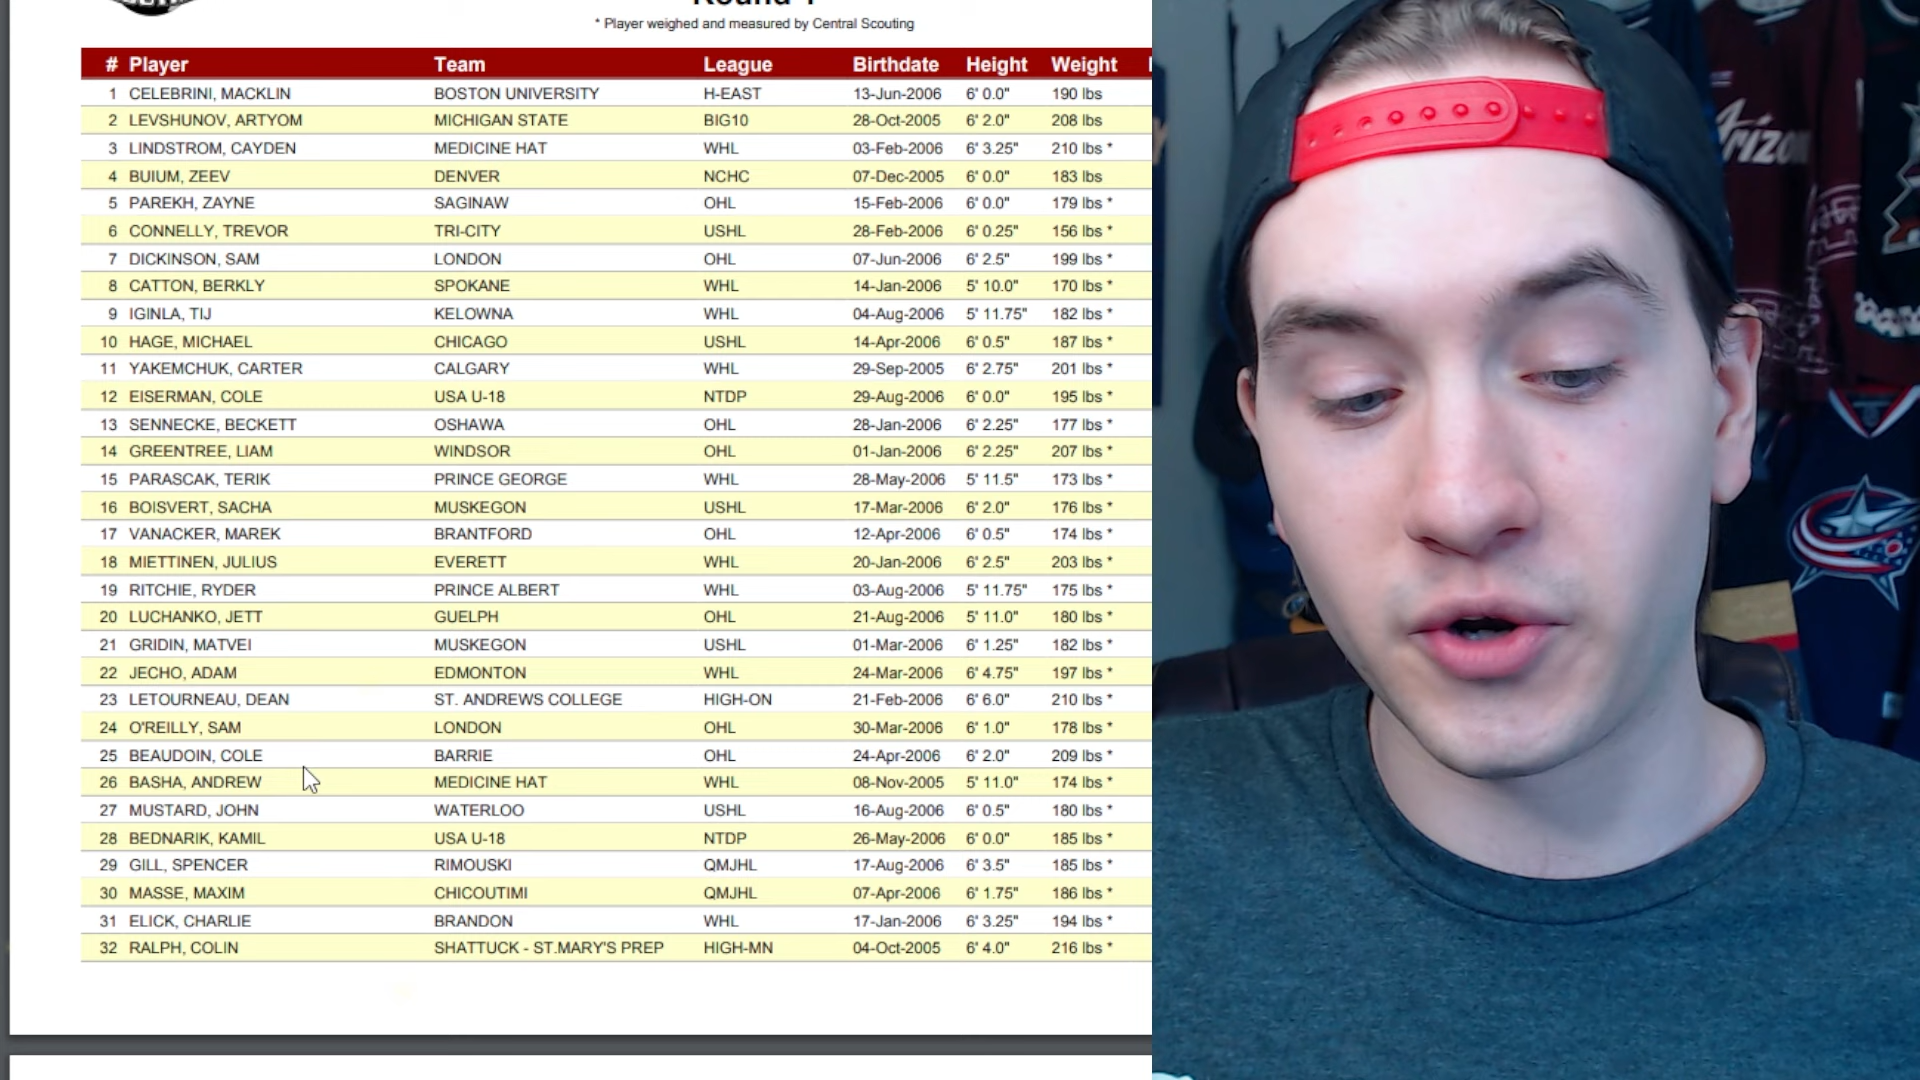 * Player weighed and measured by Central Scouting
# Player Team League Birthdate Height Weight
1 CELEBRINI, MACKLIN BOSTON UNIVERSITY H-EAST 13-Jun-2006 6' 0.0" 190 lbs
2 LEVSHUNOV, ARTYOM MICHIGAN STATE BIG10 28-Oct-2005 6' 2.0" 208 lbs
3 LINDSTROM, CAYDEN MEDICINE HAT WHL 03-Feb-2006 6' 3.25" 210 lbs *
4 BUIUM, ZEEV DENVER NCHC 07-Dec-2005 6' 0.0" 183 lbs
5 PAREKH, ZAYNE SAGINAW OHL 15-Feb-2006 6' 0.0" 179 lbs *
6 CONNELLY, TREVOR TRI-CITY USHL 28-Feb-2006 6' 0.25" 156 lbs *
7 DICKINSON, SAM LONDON OHL 07-Jun-2006 6' 2.5" 199 lbs *
8 CATTON, BERKLY SPOKANE WHL 14-Jan-2006 5' 10.0" 170 lbs *
9 IGINLA, TIJ KELOWNA WHL 04-Aug-2006 5' 11.75" 182 lbs *
10 HAGE, MICHAEL CHICAGO USHL 14-Apr-2006 6' 0.5" 187 lbs *
11 YAKEMCHUK, CARTER CALGARY WHL 29-Sep-2005 6' 2.75" 201 lbs *
12 EISERMAN, COLE USA U-18 NTDP 29-Aug-2006 6' 0.0" 195 lbs *
13 SENNECKE, BECKETT OSHAWA OHL 28-Jan-2006 6' 2.25" 177 lbs *
14 GREENTREE, LIAM WINDSOR OHL 01-Jan-2006 6' 2.25" 207 lbs *
15 PARASCAK, TERIK PRINCE GEORGE WHL 28-May-2006 5' 11.5" 173 lbs *
16 BOISVERT, SACHA MUSKEGON USHL 17-Mar-2006 6' 2.0" 176 lbs *
17 VANACKER, MAREK BRANTFORD OHL 12-Apr-2006 6' 0.5" 174 lbs *
18 MIETTINEN, JULIUS EVERETT WHL 20-Jan-2006 6' 2.5" 203 lbs *
19 RITCHIE, RYDER PRINCE ALBERT WHL 03-Aug-2006 5' 11.75" 175 lbs *
20 LUCHANKO, JETT GUELPH OHL 21-Aug-2006 5' 11.0" 180 lbs *
21 GRIDIN, MATVEI MUSKEGON USHL 01-Mar-2006 6' 1.25" 182 lbs *
22 JECHO, ADAM EDMONTON WHL 24-Mar-2006 6' 4.75" 197 lbs *
23 LETOURNEAU, DEAN ST. ANDREWS COLLEGE HIGH-ON 21-Feb-2006 6' 6.0" 210 lbs *
24 O'REILLY, SAM LONDON OHL 30-Mar-2006 6' 1.0" 178 lbs *
25 BEAUDOIN, COLE BARRIE OHL 24-Apr-2006 6' 2.0" 209 lbs *
26 BASHA, ANDREW MEDICINE HAT WHL 08-Nov-2005 5' 11.0" 174 lbs *
27 MUSTARD, JOHN WATERLOO USHL 16-Aug-2006 6' 0.5" 180 lbs *
28 BEDNARIK, KAMIL USA U-18 NTDP 26-May-2006 6' 0.0" 185 lbs *
29 GILL, SPENCER RIMOUSKI QMJHL 17-Aug-2006 6' 3.5" 185 lbs *
30 MASSE, MAXIM CHICOUTIMI QMJHL 07-Apr-2006 6' 1.75" 186 lbs *
31 ELICK, CHARLIE BRANDON WHL 17-Jan-2006 6' 3.25" 194 lbs *
32 RALPH, COLIN SHATTUCK - ST.MARY'S PREP HIGH-MN 04-Oct-2005 6' 4.0" 216 lbs *
Arizona